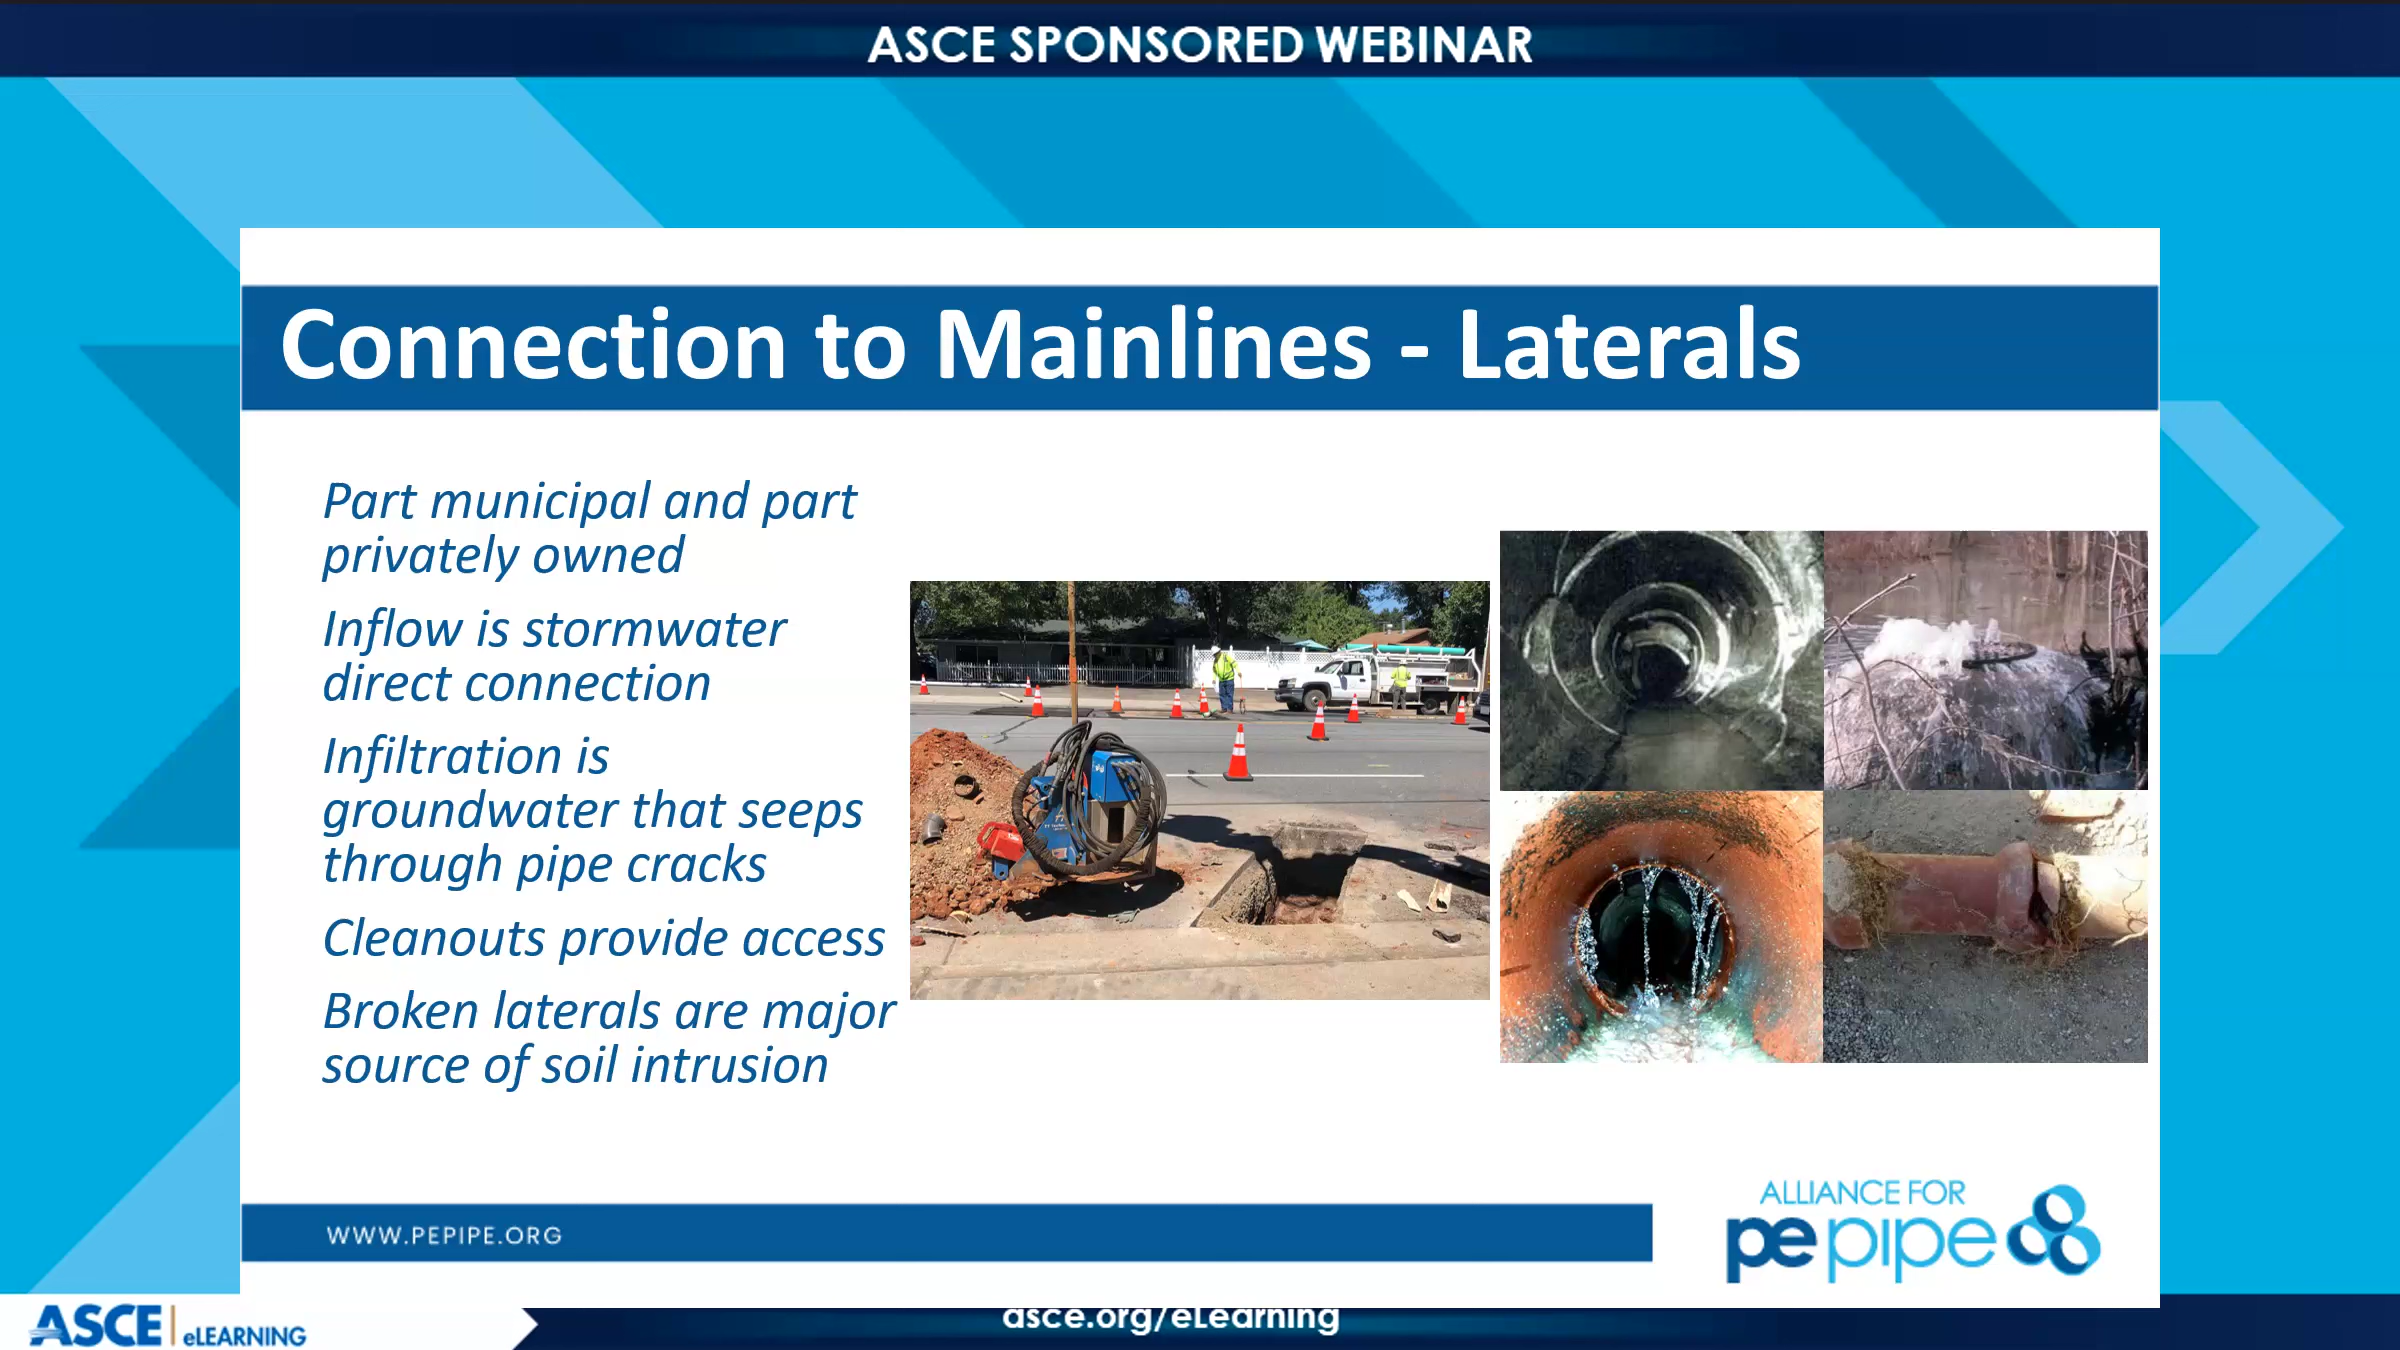 ASCE SPONSORED WEBINAR
Connection to Mainlines - Laterals
Part municipal and part
privately owned
Inflow is stormwater
direct connection
Infiltration is
groundwater that seeps
through pipe cracks
Cleanouts provide access
Broken laterals are major
source of soil intrusion
WWW.PEPIPE.ORG
ALLIANCE FOR
pepipe
ASCE | eLEARNING
asce.org/eLearning